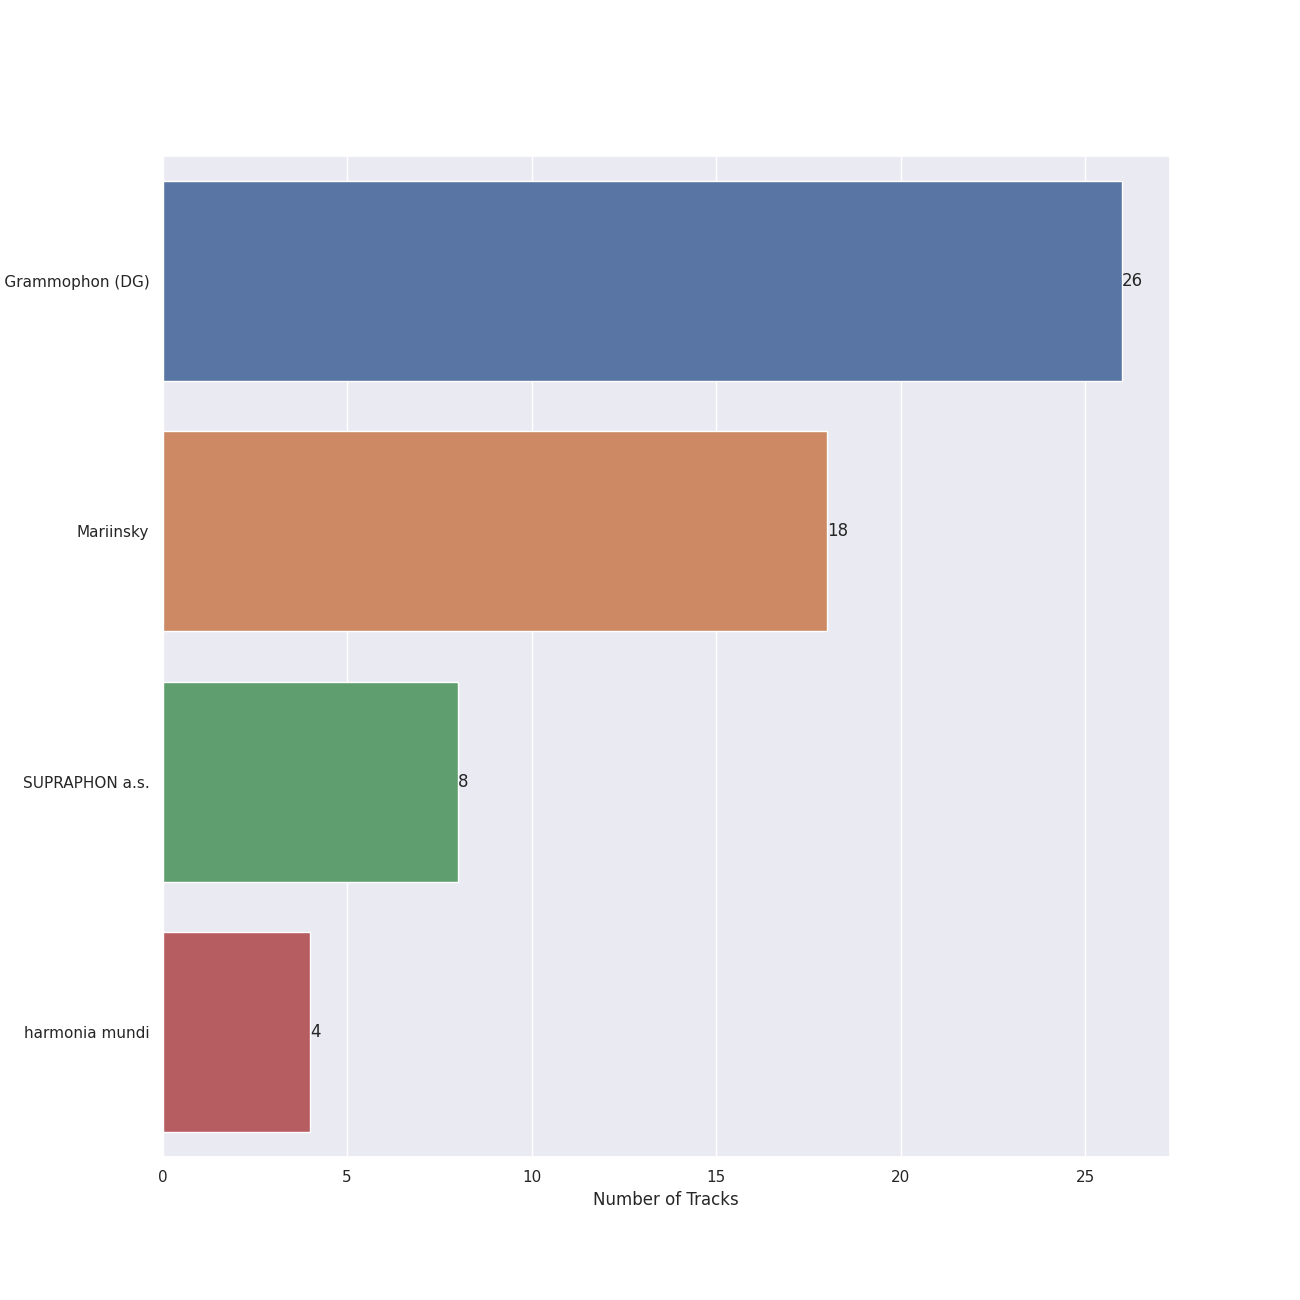 Grammophon (DG)
26
Mariinsky
18
SUPRAPHON a.s.
8
harmonia mundi
4
0 5 10 15 20 25
Number of Tracks